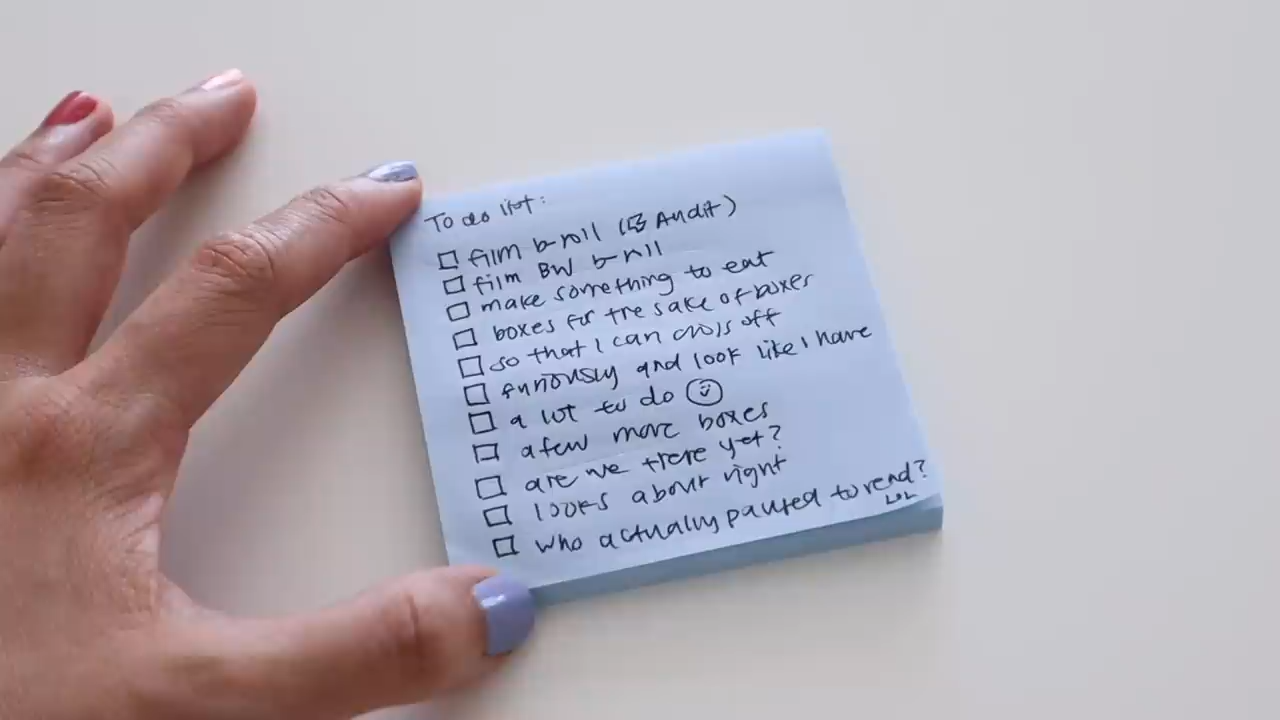 To do list:
film b-roll (Audit)
film BW b-roll
make something to eat
boxes for the sake of boxes
so that I can cross off
furiously and look like I have
a lot to do
a few more boxes
are we there yet?
looks about right
who actually paused to read?
LOL